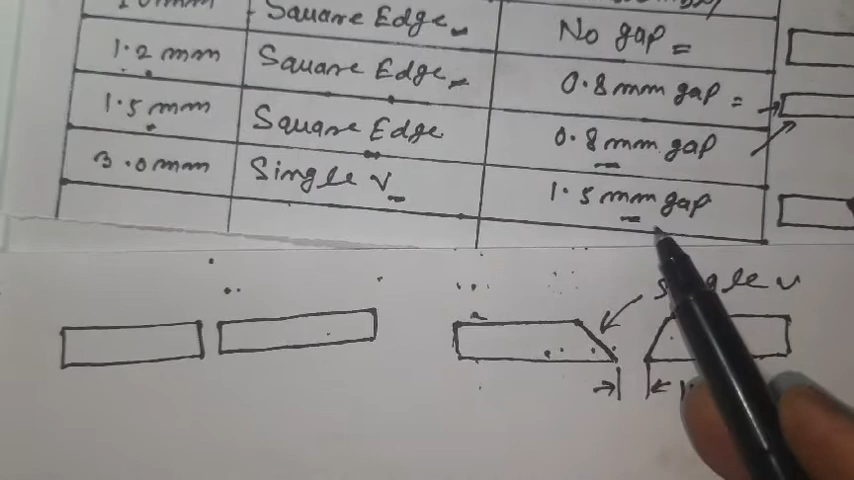 Square Edge No gap =
1.2 mm Square Edge 0.8 mm gap =
1.5 mm Square Edge 0.8 mm gap
3.0 mm Single V 1.5 mm gap